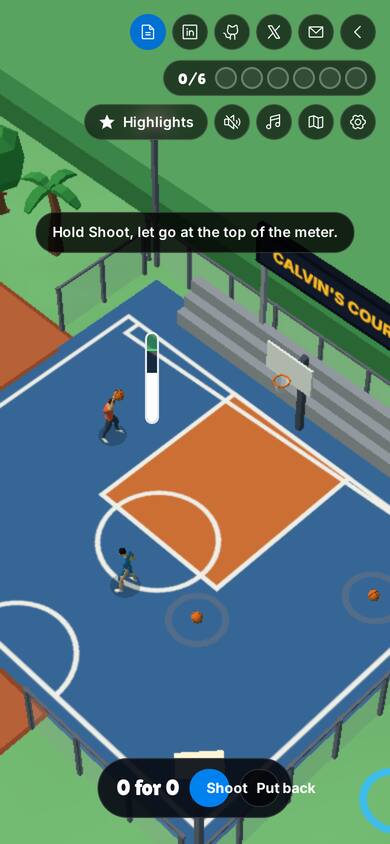 0/6
Highlights
Hold Shoot, let go at the top of the meter.
CALVIN'S COUR
0 for 0 Shoot Put back